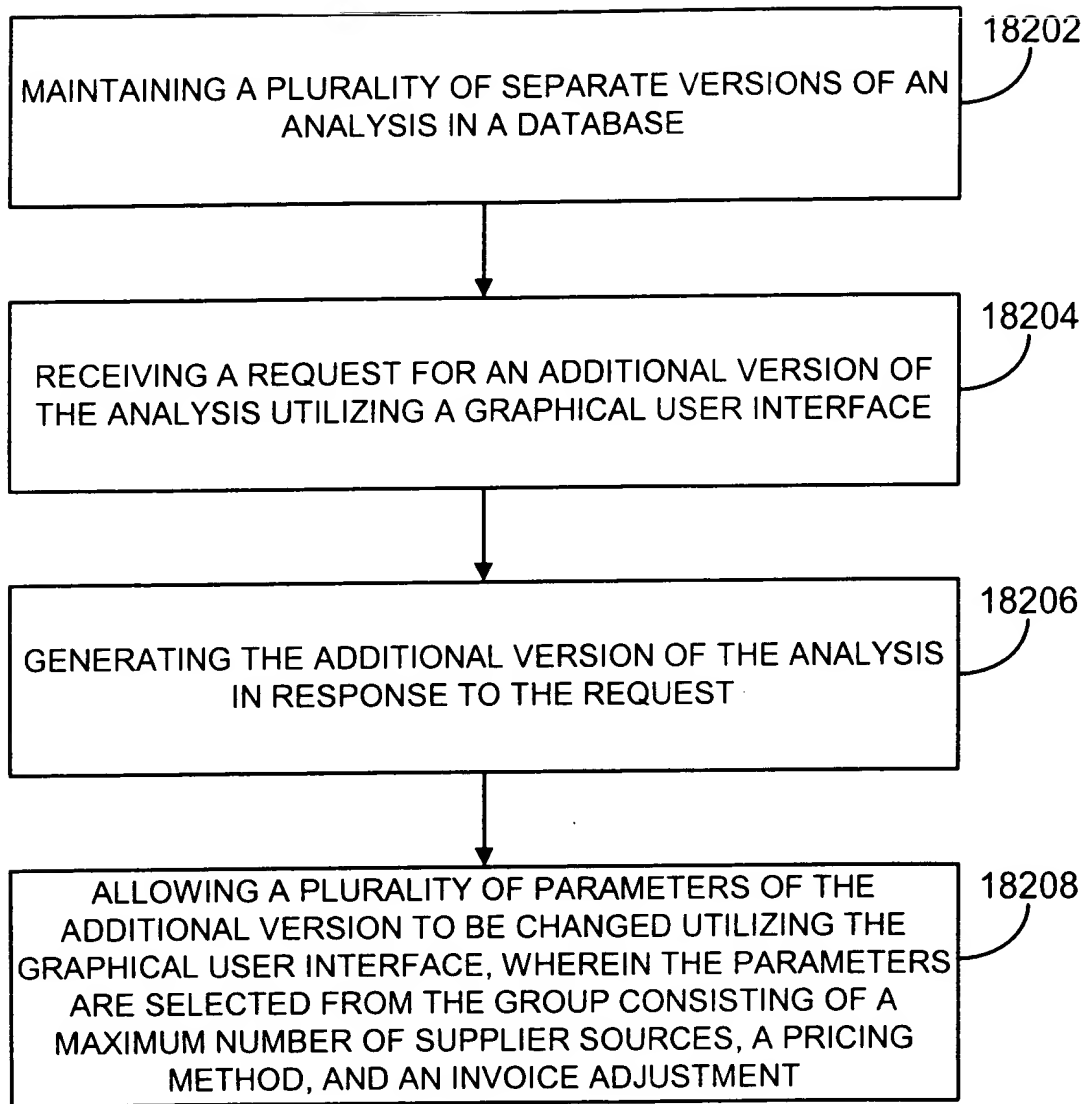 18202
MAINTAINING A PLURALITY OF SEPARATE VERSIONS OF AN
ANALYSIS IN A DATABASE
18204
RECEIVING A REQUEST FOR AN ADDITIONAL VERSION OF
THE ANALYSIS UTILIZING A GRAPHICAL USER INTERFACE
18206
GENERATING THE ADDITIONAL VERSION OF THE ANALYSIS
IN RESPONSE TO THE REQUEST
18208
ALLOWING A PLURALITY OF PARAMETERS OF THE
ADDITIONAL VERSION TO BE CHANGED UTILIZING THE
GRAPHICAL USER INTERFACE, WHEREIN THE PARAMETERS
ARE SELECTED FROM THE GROUP CONSISTING OF A
MAXIMUM NUMBER OF SUPPLIER SOURCES, A PRICING
METHOD, AND AN INVOICE ADJUSTMENT